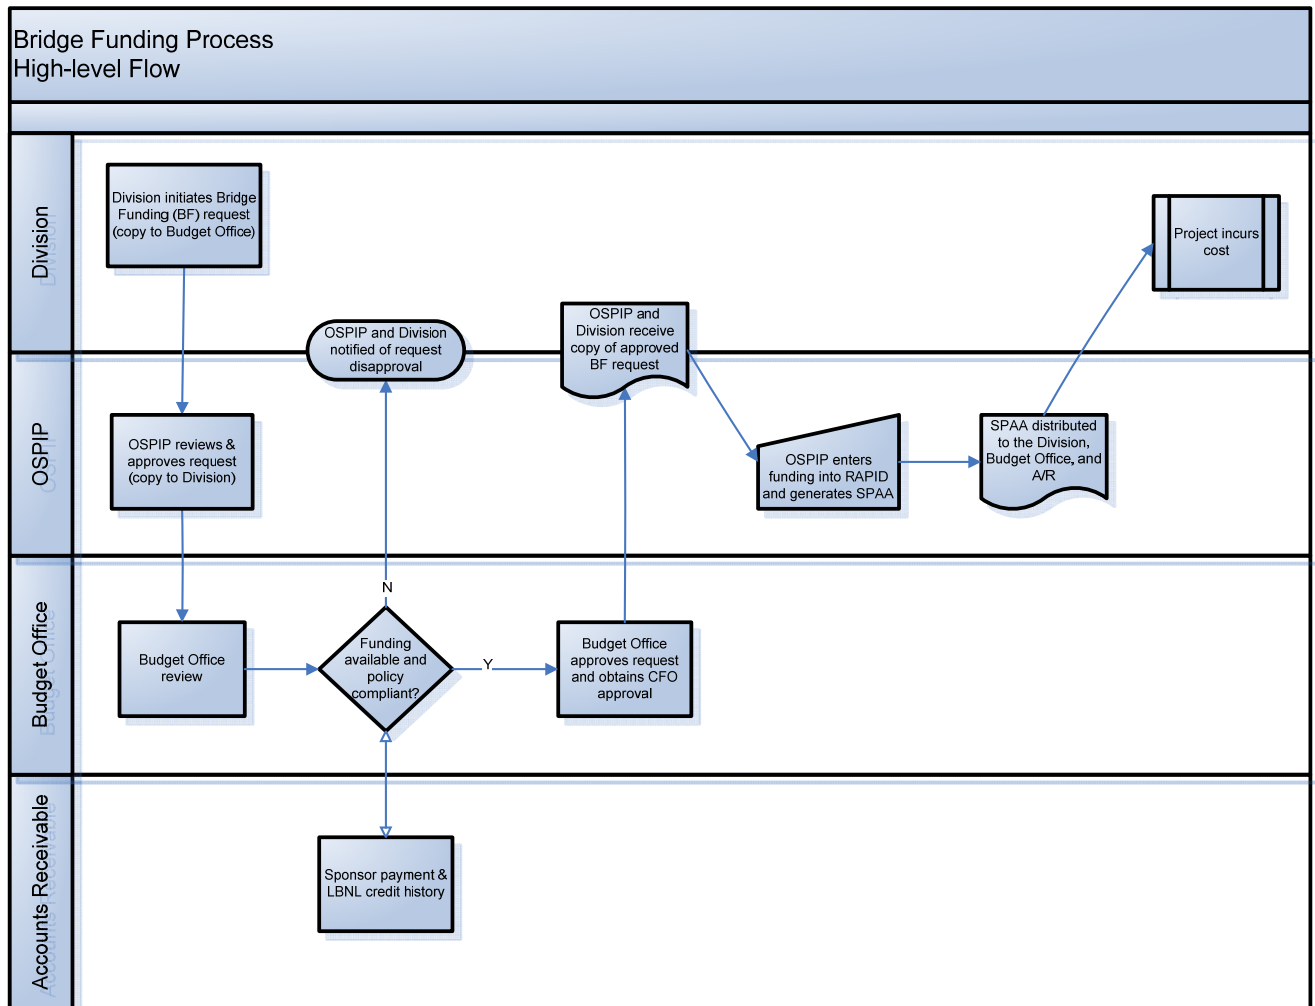 Bridge Funding Process
High-level Flow
Division
Division initiates Bridge
Funding (BF) request
(copy to Budget Office)
Project incurs
cost
OSPIP and Division
notified of request
disapproval
OSPIP and
Division receive
copy of approved
BF request
OSPIP
OSPIP reviews &
approves request
(copy to Division)
OSPIP enters
funding into RAPID
and generates SPAA
SPAA distributed
to the Division,
Budget Office, and
A/R
Budget Office
Budget Office
review
N
Funding
available and
policy
compliant?
Y
Budget Office
approves request
and obtains CFO
approval
Accounts Receivable
Sponsor payment &
LBNL credit history